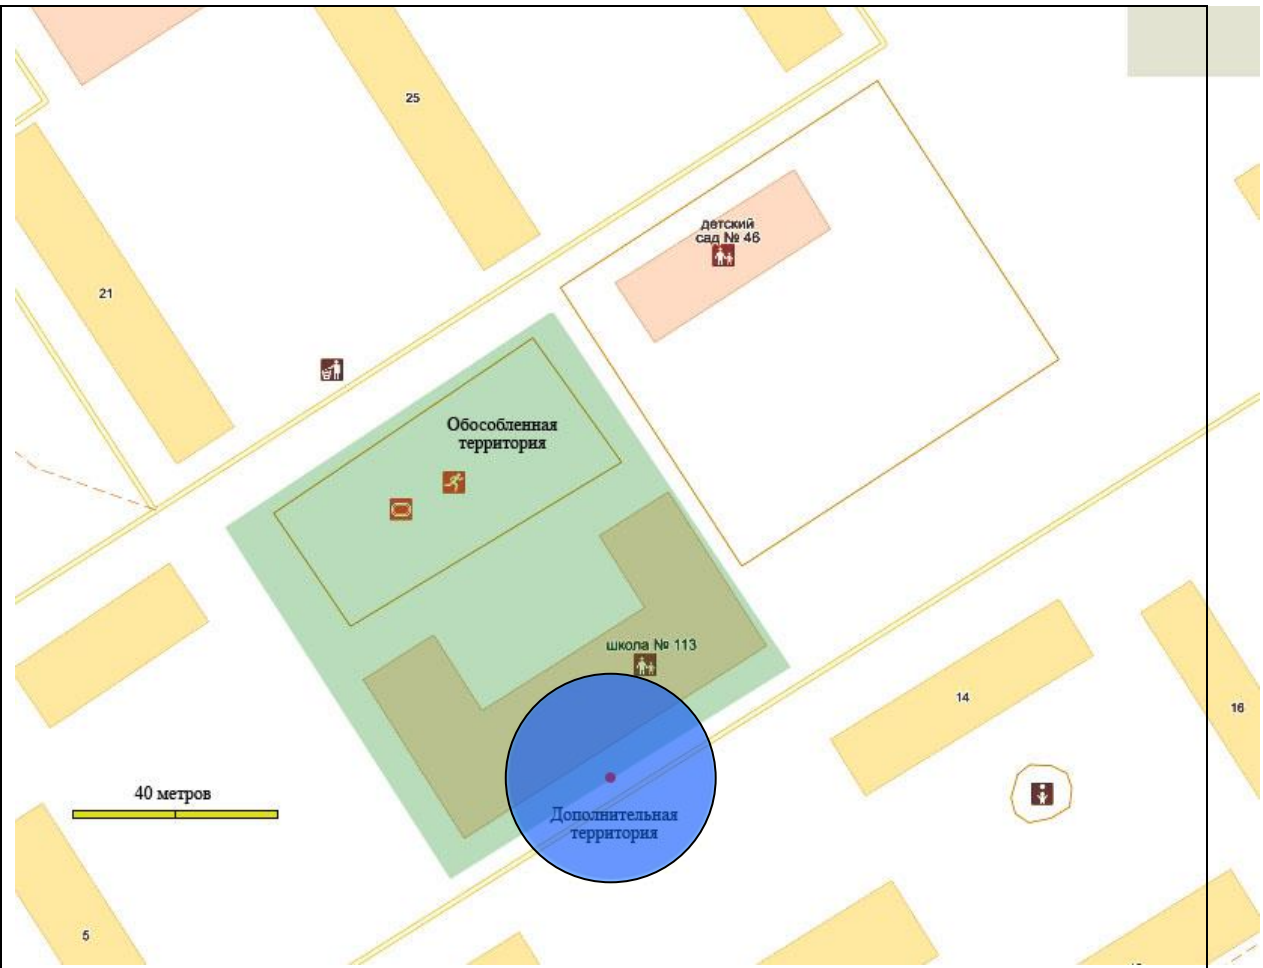 25
детский
сад № 46
21
Обособленная
территория
школа № 113
14
16
40 метров
Дополнительная
территория
5